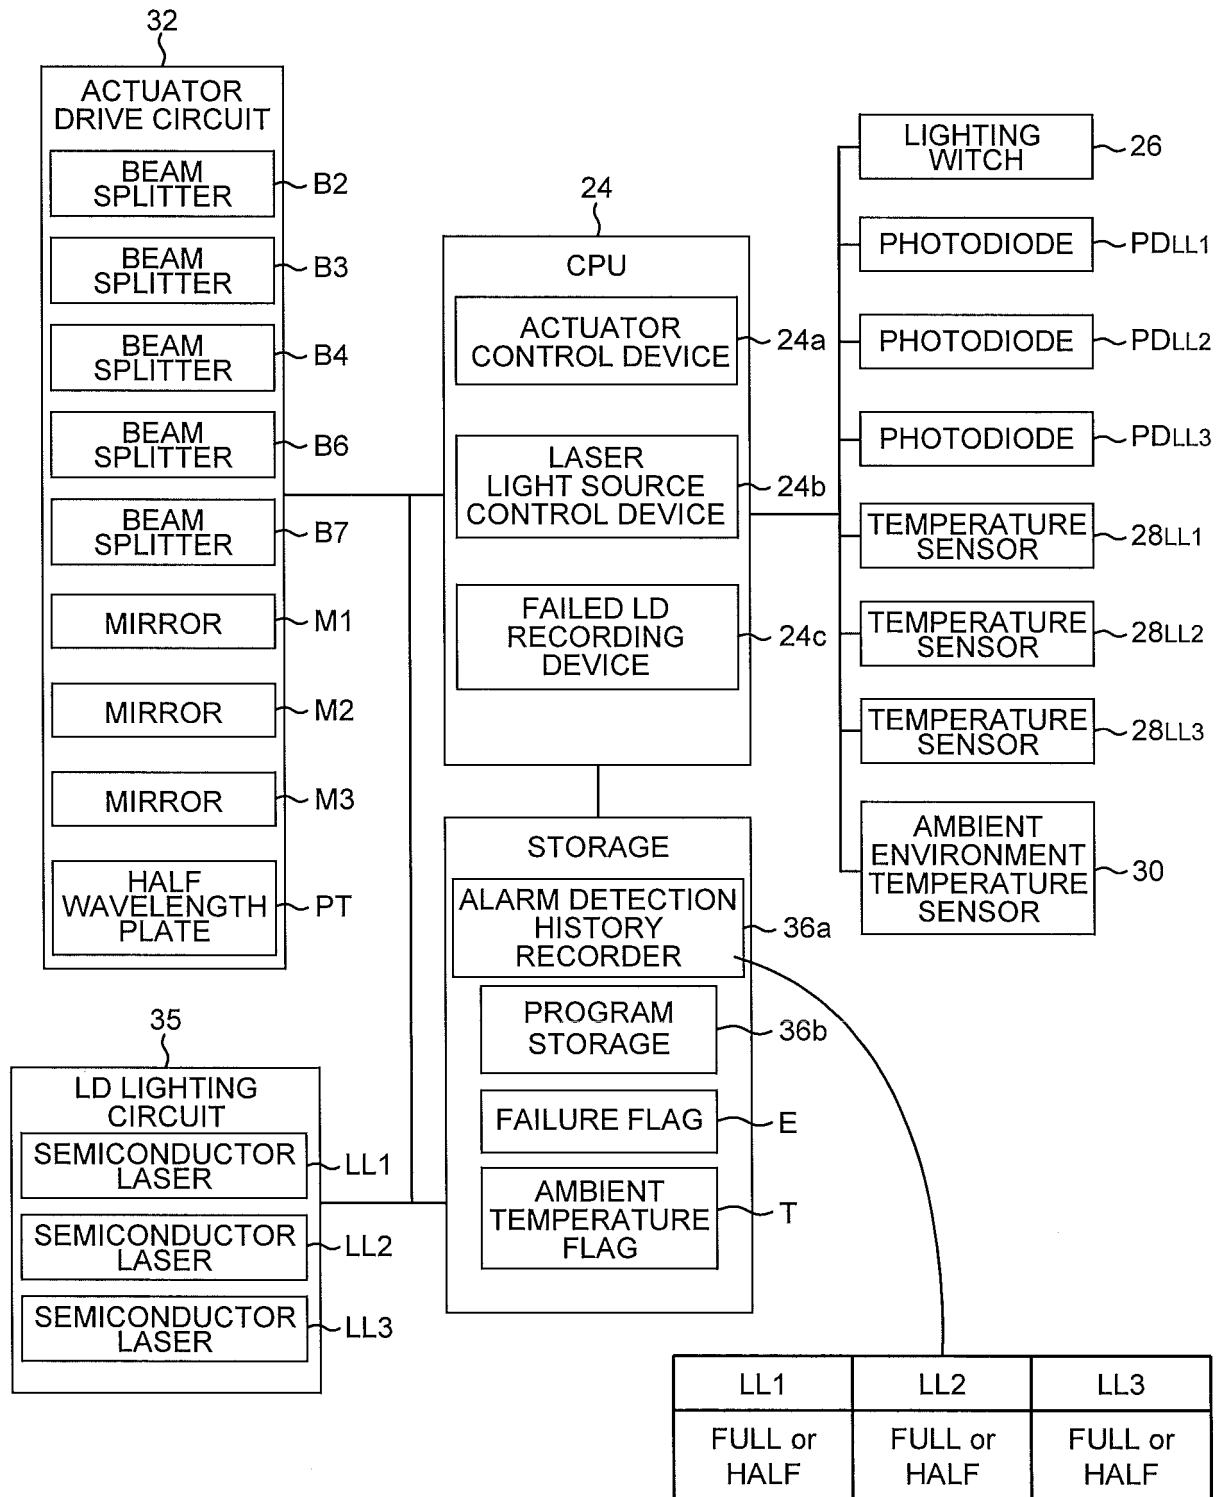 32
ACTUATOR
DRIVE CIRCUIT
BEAM
SPLITTER
B2
BEAM
SPLITTER
B3
BEAM
SPLITTER
B4
BEAM
SPLITTER
B6
BEAM
SPLITTER
B7
MIRROR
M1
MIRROR
M2
MIRROR
M3
HALF
WAVELENGTH
PLATE
PT
35
LD LIGHTING
CIRCUIT
SEMICONDUCTOR
LASER
LL1
SEMICONDUCTOR
LASER
LL2
SEMICONDUCTOR
LASER
LL3
24
CPU
ACTUATOR
CONTROL DEVICE
24a
LASER
LIGHT SOURCE
CONTROL DEVICE
24b
FAILED LD
RECORDING
DEVICE
24c
STORAGE
ALARM DETECTION
HISTORY
RECORDER
36a
PROGRAM
STORAGE
36b
FAILURE FLAG
E
AMBIENT
TEMPERATURE
FLAG
T
LIGHTING
WITCH
26
PHOTODIODE
PDLL1
PHOTODIODE
PDLL2
PHOTODIODE
PDLL3
TEMPERATURE
SENSOR
28LL1
TEMPERATURE
SENSOR
28LL2
TEMPERATURE
SENSOR
28LL3
AMBIENT
ENVIRONMENT
TEMPERATURE
SENSOR
30
LL1 LL2 LL3
FULL or FULL or FULL or
HALF HALF HALF